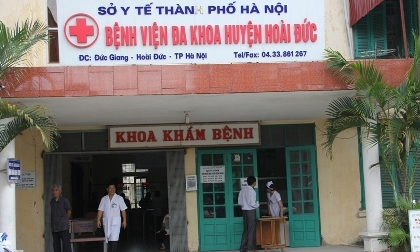 SỞ Y TẾ THÀNH PHỐ HÀ NỘI
BỆNH VIỆN ĐA KHOA HUYỆN HOÀI ĐỨC
ĐC: Đức Giang - Hoài Đức - TP Hà Nội Tel/Fax: 04.33.861 267
KHOA KHÁM BỆNH